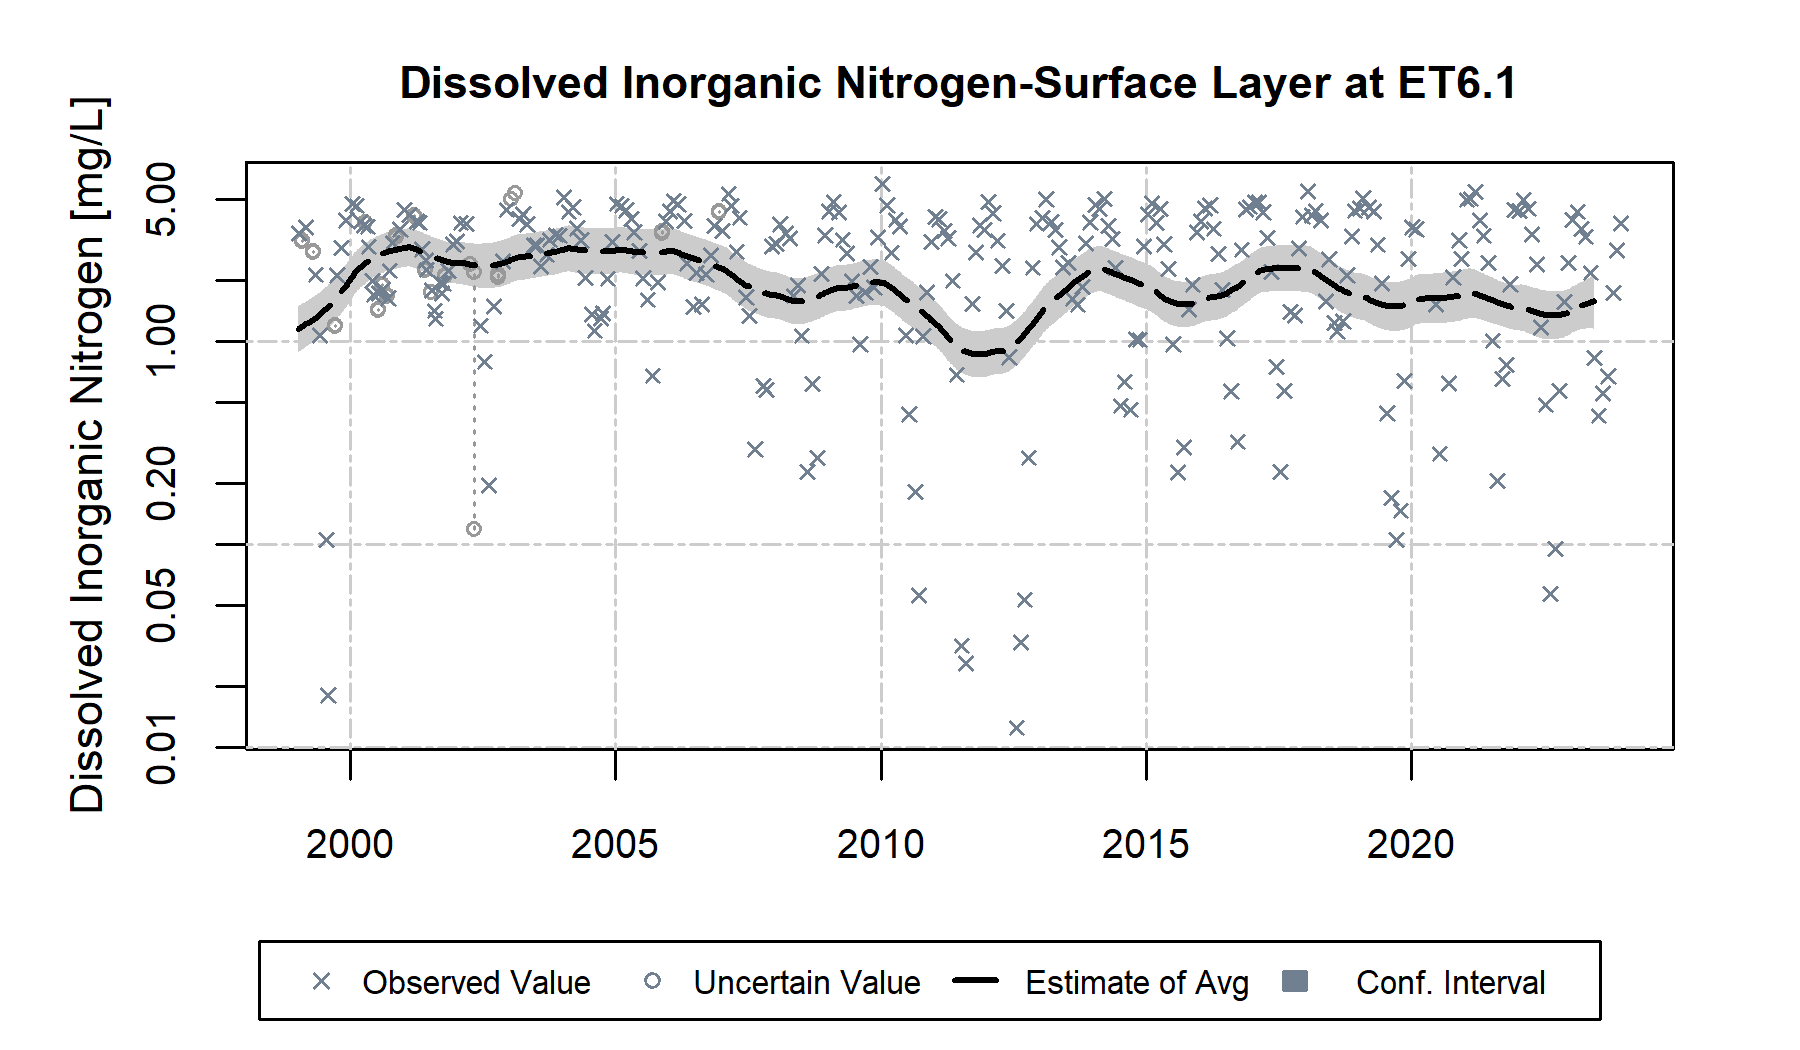 Dissolved Inorganic Nitrogen-Surface Layer at ET6.1
Dissolved Inorganic Nitrogen [mg/L]
5.00
1.00
0.20
0.05
0.01
2000 2005 2010 2015 2020
Observed Value Uncertain Value Estimate of Avg Conf. Interval